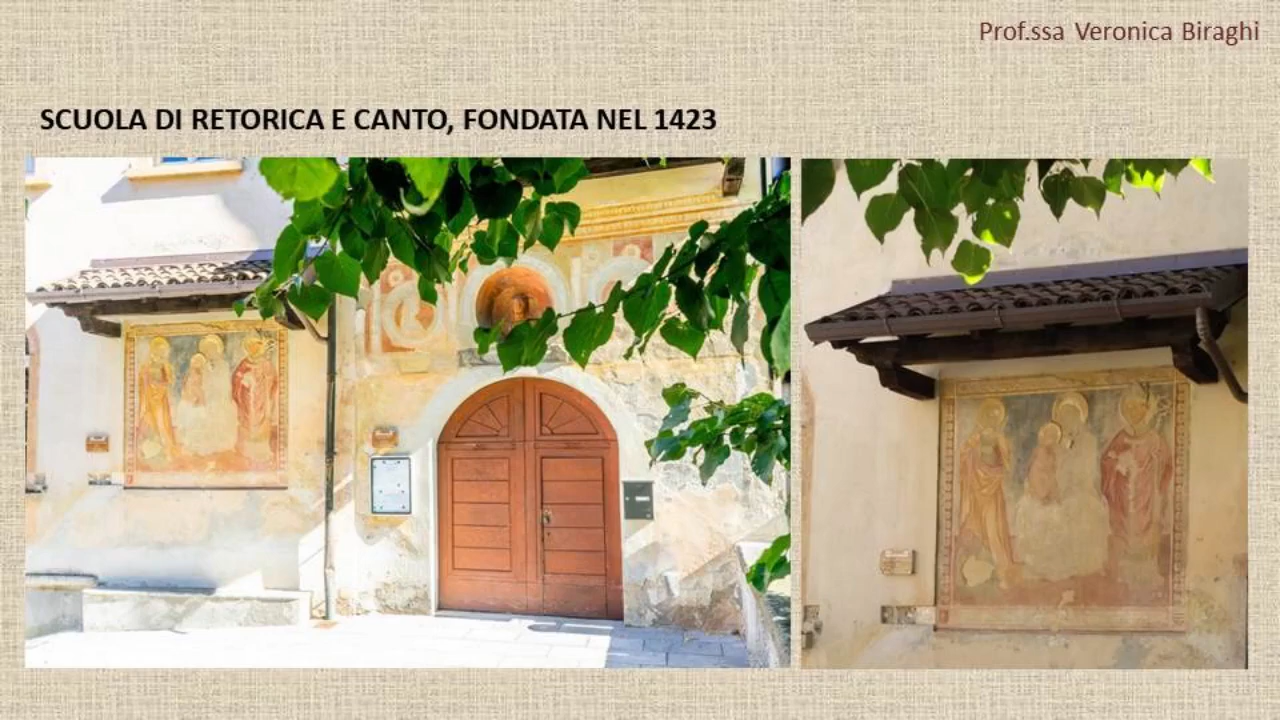 Prof.ssa Veronica Biraghi
SCUOLA DI RETORICA E CANTO, FONDATA NEL 1423